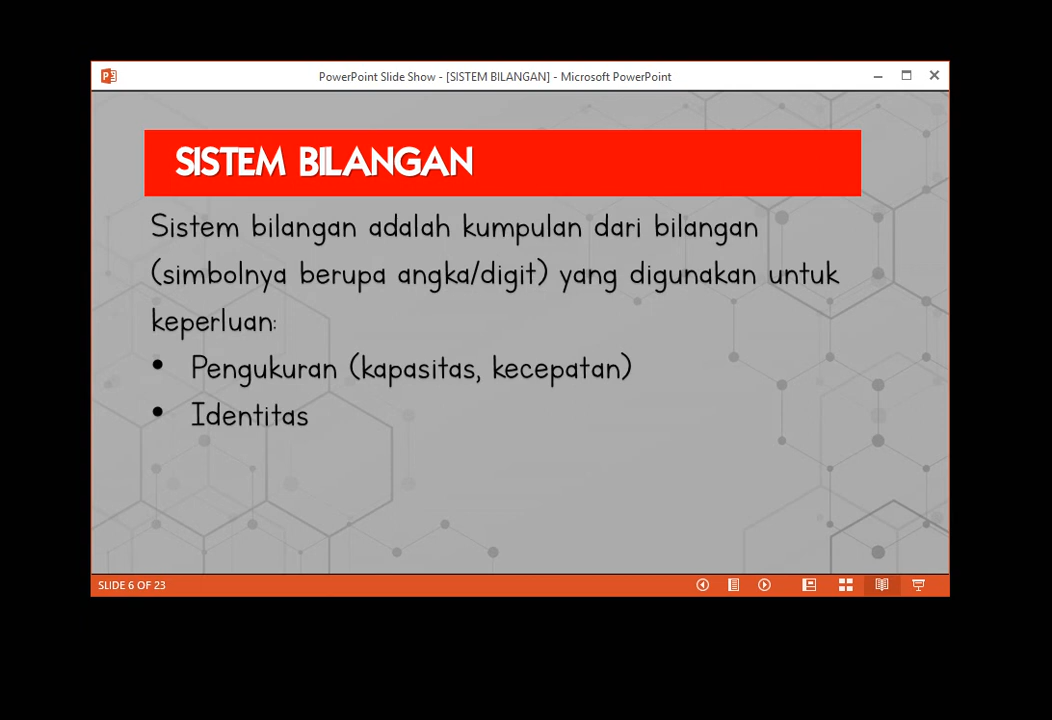 PowerPoint Slide Show - [SISTEM BILANGAN] - Microsoft PowerPoint
SISTEM BILANGAN
Sistem bilangan adalah kumpulan dari bilangan
(simbolnya berupa angka/digit) yang digunakan untuk
keperluan:
• Pengukuran (kapasitas, kecepatan)
• Identitas
SLIDE 6 OF 23